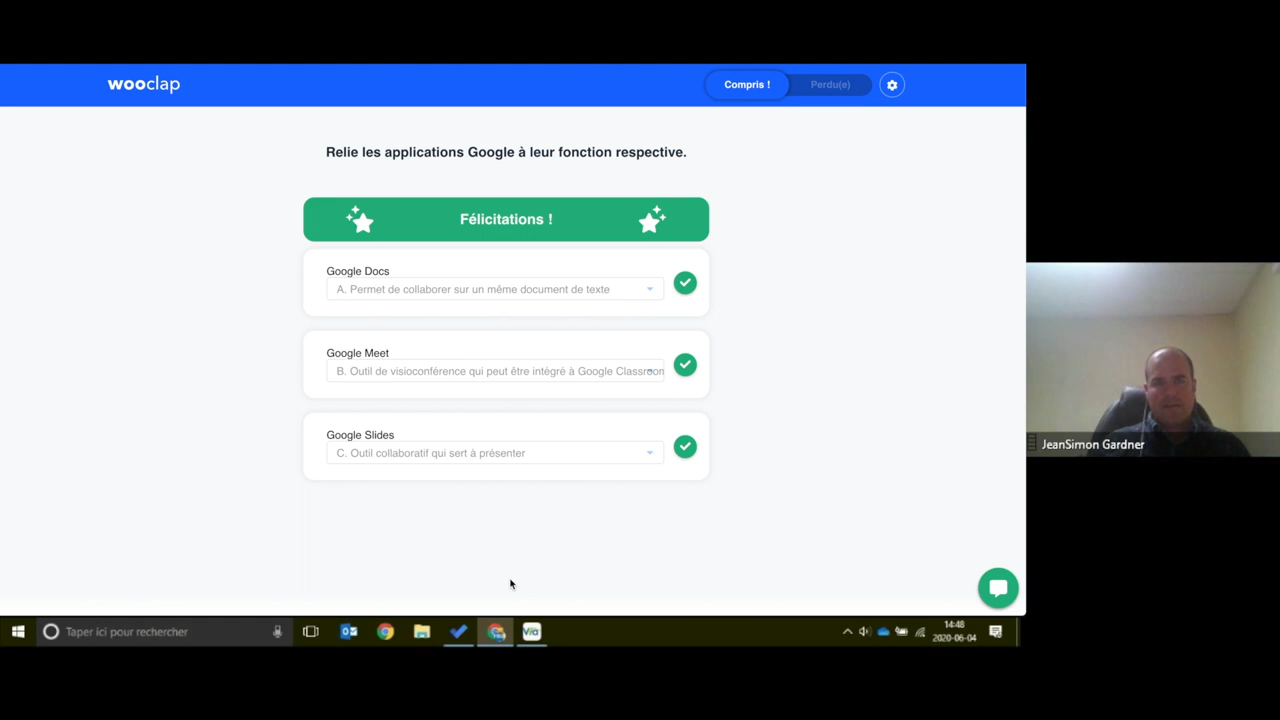 wooclap
Compris !
Perdu(e)
Relie les applications Google à leur fonction respective.
Félicitations !
Google Docs
A. Permet de collaborer sur un même document de texte
Google Meet
B. Outil de visioconférence qui peut être intégré à Google Classroom
Google Slides
C. Outil collaboratif qui sert à présenter
JeanSimon Gardner
Taper ici pour rechercher
Via
14:48
2020-06-04